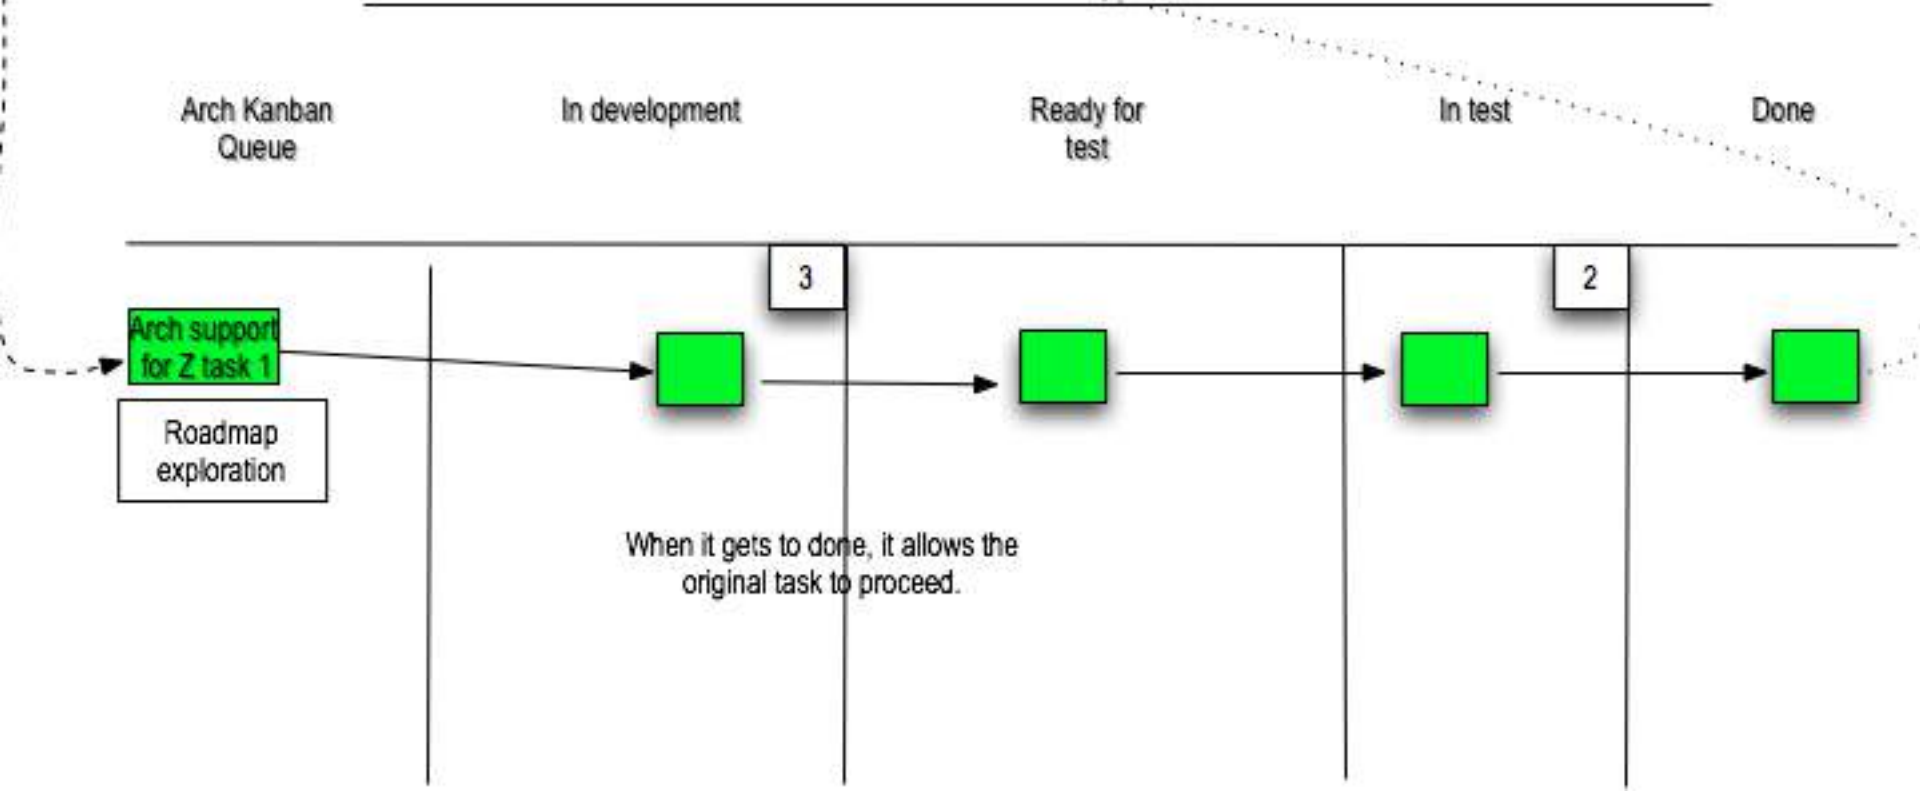 Arch Kanban
Queue
In development
Ready for
test
In test
Done
3
2
Arch support
for Z task 1
Roadmap
exploration
When it gets to done, it allows the
original task to proceed.